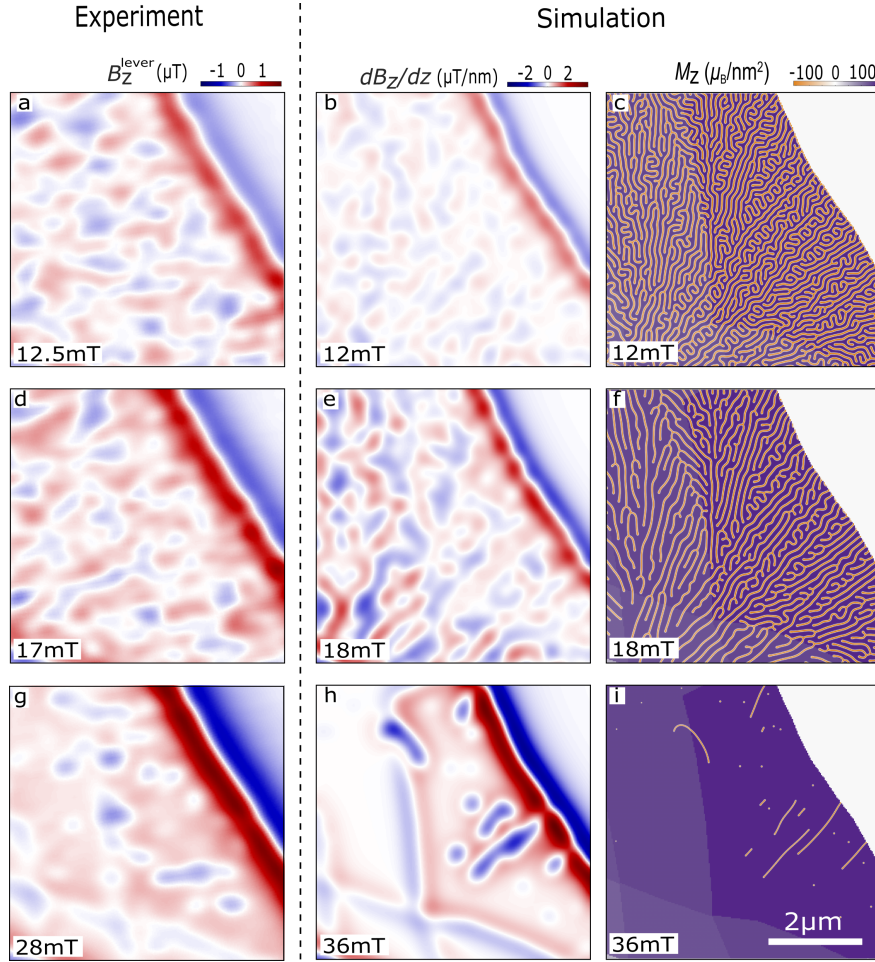 Experiment
Simulation
B_Z^lever (μT) -1 0 1
dB_Z/dz (μT/nm) -2 0 2
M_Z (μ_B/nm²) -100 0 100
a
b
c
12.5mT
12mT
12mT
d
e
f
17mT
18mT
18mT
g
h
i
2μm
28mT
36mT
36mT